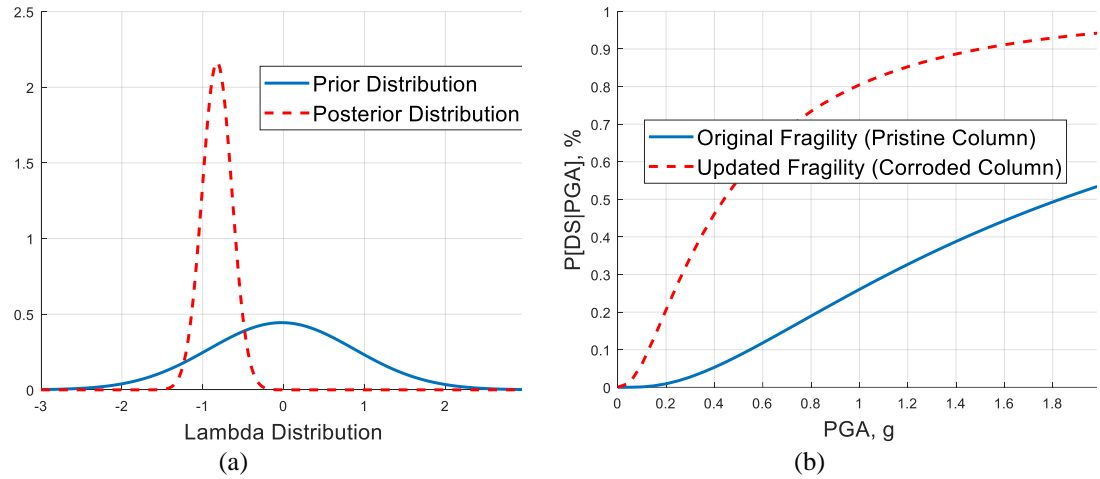 2.5
2
1.5
1
0.5
0
-3 -2 -1 0 1 2
Prior Distribution
Posterior Distribution
Lambda Distribution
(a)
1
0.9
0.8
0.7
0.6
0.5
0.4
0.3
0.2
0.1
0
P[DS|PGA], %
Original Fragility (Pristine Column)
Updated Fragility (Corroded Column)
0 0.2 0.4 0.6 0.8 1 1.2 1.4 1.6 1.8
PGA, g
(b)